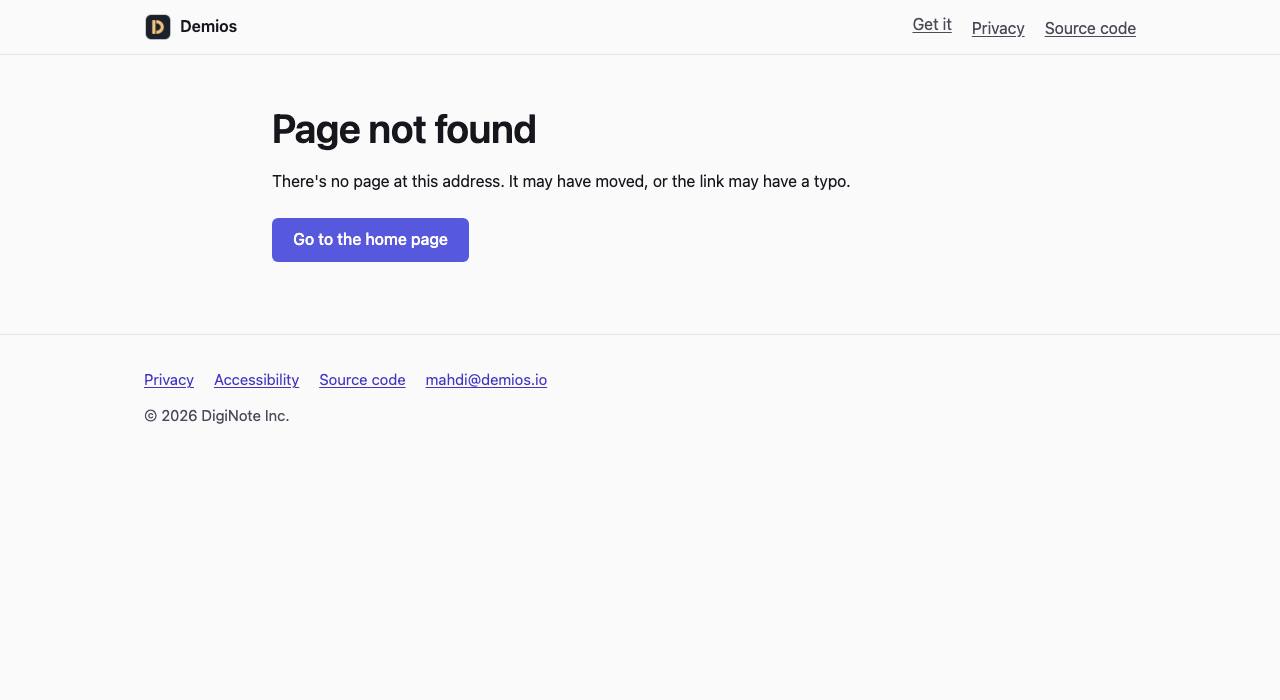 Demios
Get it
Privacy
Source code
Page not found
There's no page at this address. It may have moved, or the link may have a typo.
Go to the home page
Privacy
Accessibility
Source code
mahdi@demios.io
© 2026 DigiNote Inc.